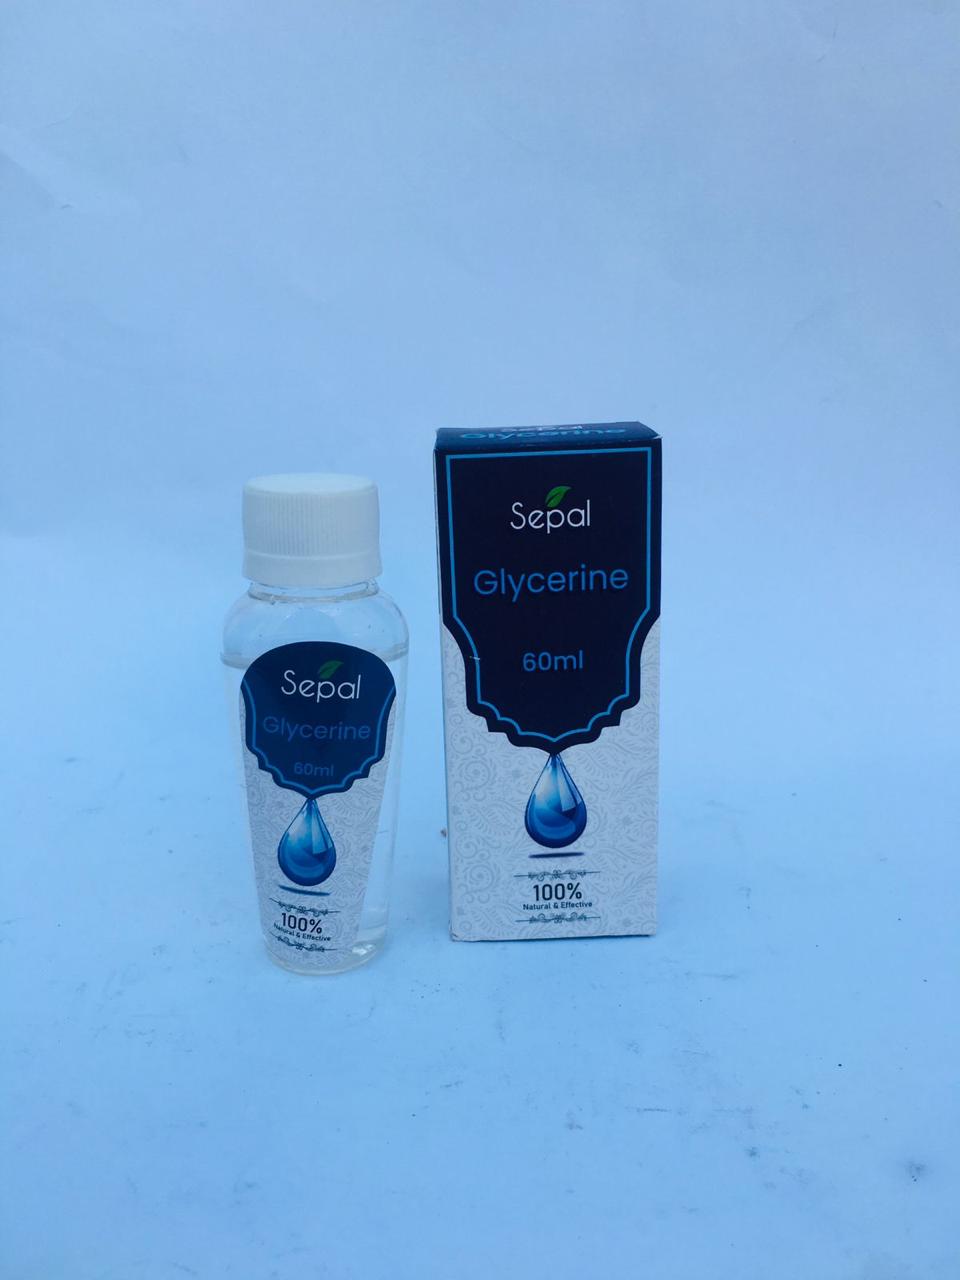 Sepal
Glycerine
60ml
100%
Natural & Effective
Sepal
Glycerine
Sepal
Glycerine
60ml
100%
Natural & Effective